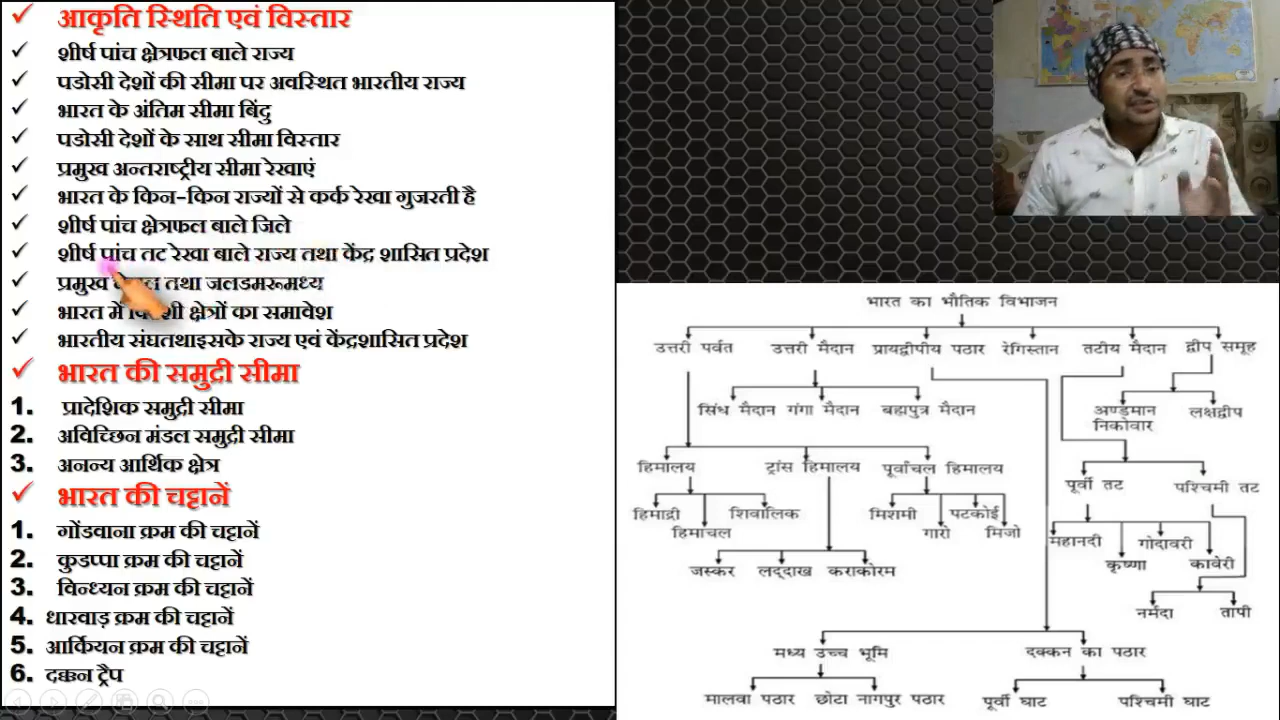 आकृति स्थिति एवं विस्तार
शीर्ष पांच क्षेत्रफल बाले राज्य
पडोसी देशों की सीमा पर अवस्थित भारतीय राज्य
भारत के अंतिम सीमा बिंदु
पडोसी देशों के साथ सीमा विस्तार
प्रमुख अन्तराष्ट्रीय सीमा रेखाएं
भारत के किन-किन राज्यों से कर्क रेखा गुजरती है
शीर्ष पांच क्षेत्रफल बाले जिले
शीर्ष पांच तट रेखा बाले राज्य तथा केंद्र शासित प्रदेश
प्रमुख तथा जलडमरूमध्य
भारत में क्षेत्रों का समावेश
भारतीय संघतथाइसके राज्य एवं केंद्रशासित प्रदेश
भारत की समुद्री सीमा
1. प्रादेशिक समुद्री सीमा
2. अविच्छिन मंडल समुद्री सीमा
3. अनन्य आर्थिक क्षेत्र
भारत की चट्टानें
1. गोंडवाना क्रम की चट्टानें
2. कुडप्पा क्रम की चट्टानें
3. विन्ध्यन क्रम की चट्टानें
4. धारवाड़ क्रम की चट्टानें
5. आर्कियन क्रम की चट्टानें
6. दक्कन ट्रैप
भारत का भौतिक विभाजन
उत्तरी पर्वत उत्तरी मैदान प्रायद्वीपीय पठार रेगिस्तान तटीय मैदान द्वीप समूह
सिंध मैदान गंगा मैदान बह्मपुत्र मैदान अण्डमान निकोवार लक्षद्वीप
हिमालय ट्रांस हिमालय पूर्वांचल हिमालय पूर्वी तट पश्चिमी तट
हिमाद्री हिमाचल शिवालिक मिशमी गारो पटकोई मिजो महानदी कृष्णा गोदावरी कावेरी
जस्कर लद्दाख कराकोरम नर्मदा तापी
मध्य उच्च भूमि दक्कन का पठार
मालवा पठार छोटा नागपुर पठार पूर्वी घाट पश्चिमी घाट